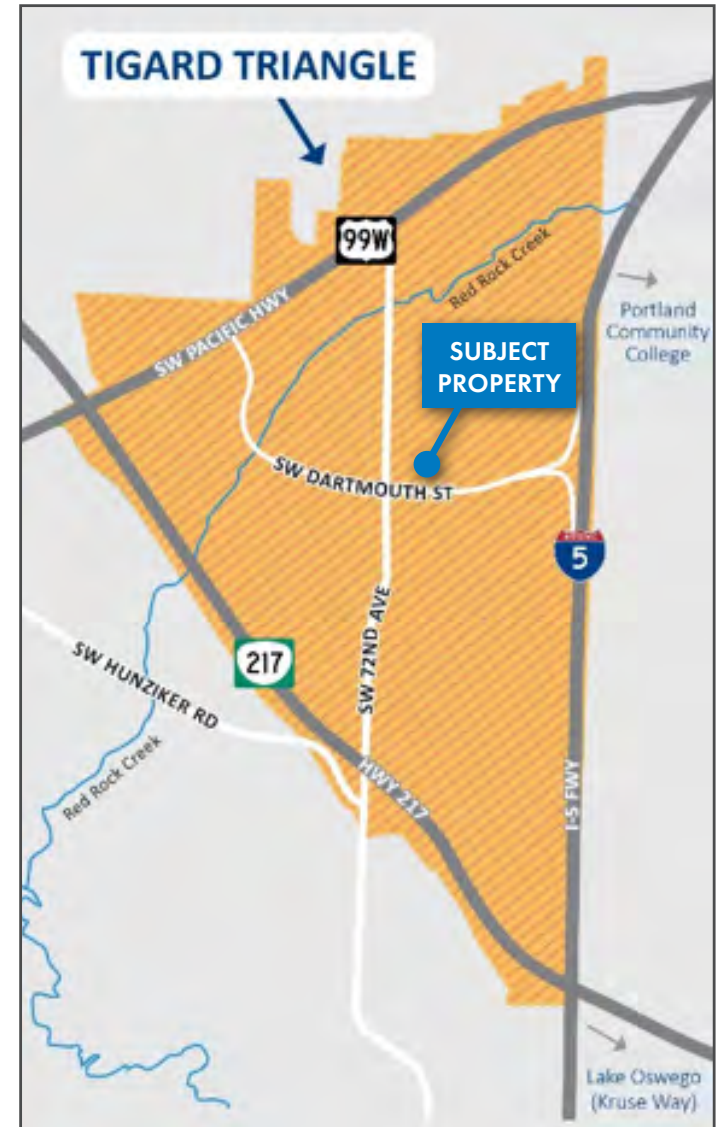 TIGARD TRIANGLE
99W
Red Rock Creek
SW PACIFIC HWY
Portland
Community
College
SUBJECT
PROPERTY
SW DARTMOUTH ST
5
SW 72ND AVE
217
SW HUNZIKER RD
Red Rock Creek
HWY 217
I-5 FWY
Lake Oswego
(Kruse Way)